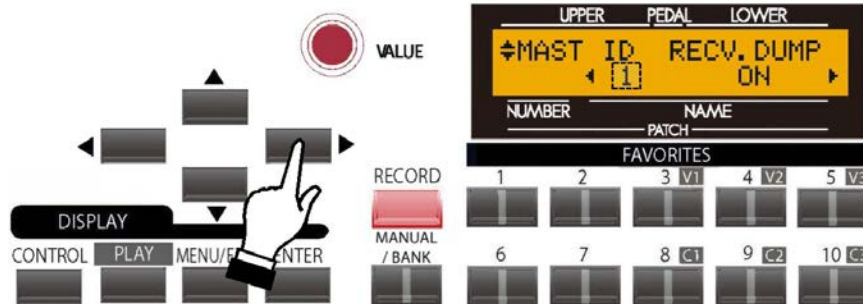 UPPER PEDAL LOWER
MAST ID RECV.DUMP
1 ON
NUMBER NAME
PATCH
VALUE
FAVORITES
RECORD
1 2 3 V1 4 V2 5 V3
DISPLAY
MANUAL
/ BANK
CONTROL PLAY MENU/E ENTER
6 7 8 C1 9 C2 10 C3